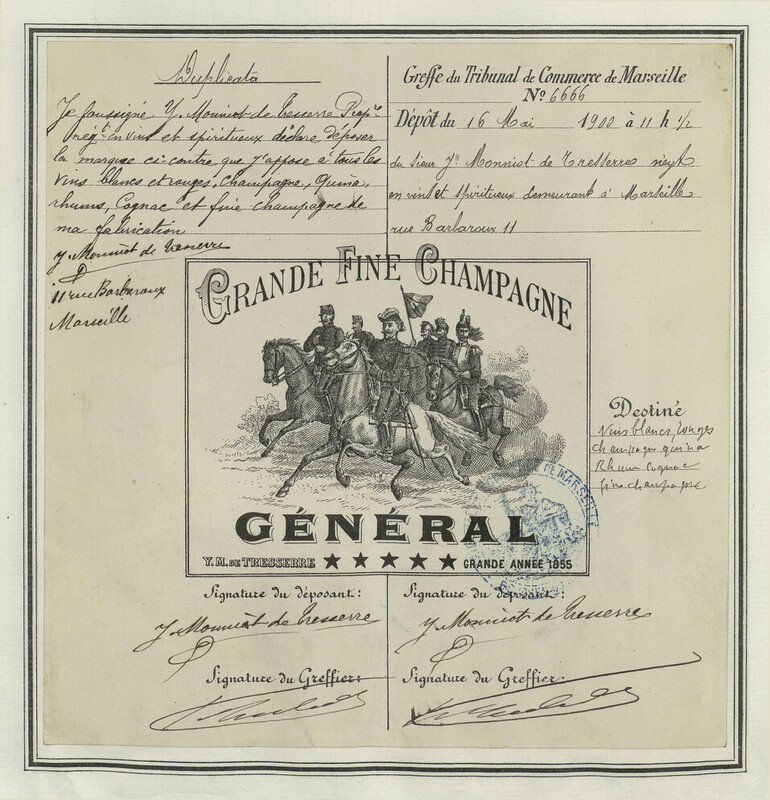 Duplicata
Je soussigné Y. Monniot de Tresserre Propre
négt en vins et spiritueux déclare déposer
la marque ci-contre que j'appose à tous les
vins blancs et rouges, Champagne, Quina,
rhums, Cognac et fine champagne de
ma fabrication
Y. Monniot de Tresserre
11 rue Barbaroux
Marseille
Greffe du Tribunal de Commerce de Marseille
No 6666
Dépôt du 16 Mai 1900 à 11 h 1/2
du Sieur Y. Monniot de Tresserre négt
en vins et spiritueux demeurant à Marseille
rue Barbaroux 11
GRANDE FINE CHAMPAGNE
GÉNÉRAL
Y. M. DE TRESSERRE ★★★★★ GRANDE ANNÉE 1855
DE MARSEILLE
Destiné
Vins blancs, rouges
Champagne quina
Rhum Cognac
fine champagne
Signature du déposant:
Y. Monniot de Tresserre
Signature du Greffier:
Signature du déposant:
Y. Monniot de Tresserre
Signature du Greffier: